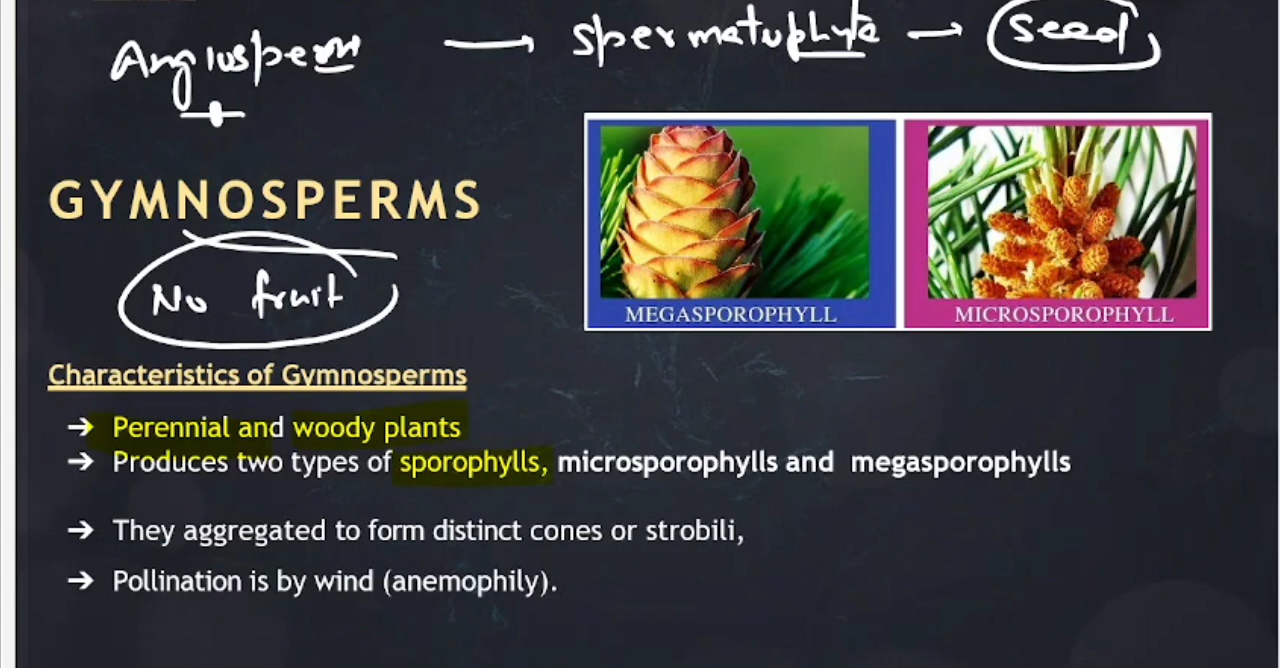 Angiosperm → spermatophyte → seed
+
GYMNOSPERMS
No fruit
MEGASPOROPHYLL
MICROSPOROPHYLL
Characteristics of Gymnosperms
→ Perennial and woody plants
→ Produces two types of sporophylls, microsporophylls and megasporophylls
→ They aggregated to form distinct cones or strobili,
→ Pollination is by wind (anemophily).